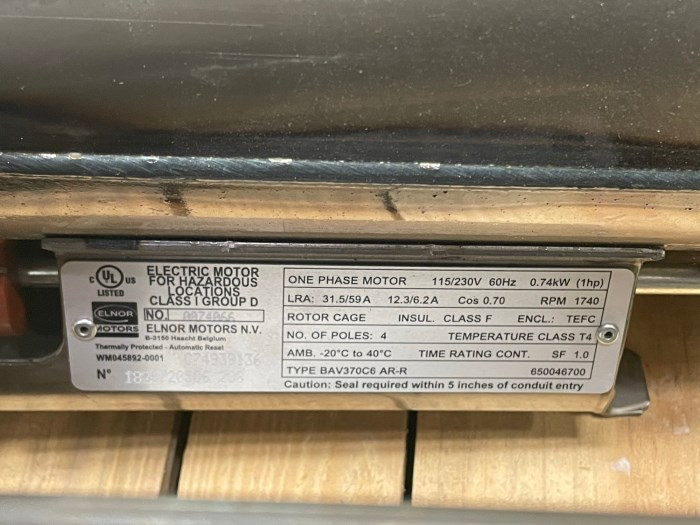 C UL US LISTED
ELECTRIC MOTOR
FOR HAZARDOUS
LOCATIONS
CLASS I GROUP D
NO.
ELNOR MOTORS
ELNOR MOTORS N.V.
B-3150 Haacht Belgium
Thermally Protected - Automatic Reset
WM045892-0001
N°
ONE PHASE MOTOR 115/230V 60Hz 0.74kW (1hp)
LRA: 31.5/59A 12.3/6.2A Cos 0.70 RPM 1740
ROTOR CAGE INSUL. CLASS F ENCL.: TEFC
NO. OF POLES: 4 TEMPERATURE CLASS T4
AMB. -20°C to 40°C TIME RATING CONT. SF 1.0
TYPE BAV370C6 AR-R 650046700
Caution: Seal required within 5 inches of conduit entry